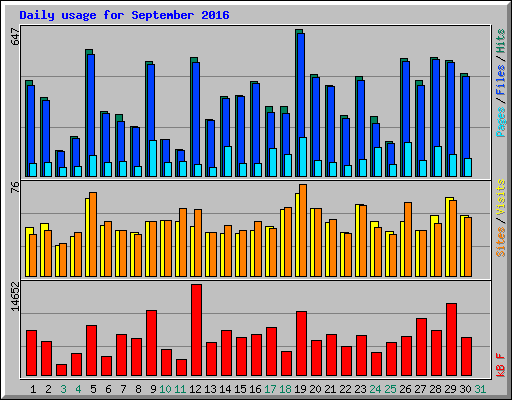 Daily usage for September 2016
647
Pages / Files / Hits
76
Sites / Visits
14652
kB F
1 2 3 4 5 6 7 8 9 10 11 12 13 14 15 16 17 18 19 20 21 22 23 24 25 26 27 28 29 30 31